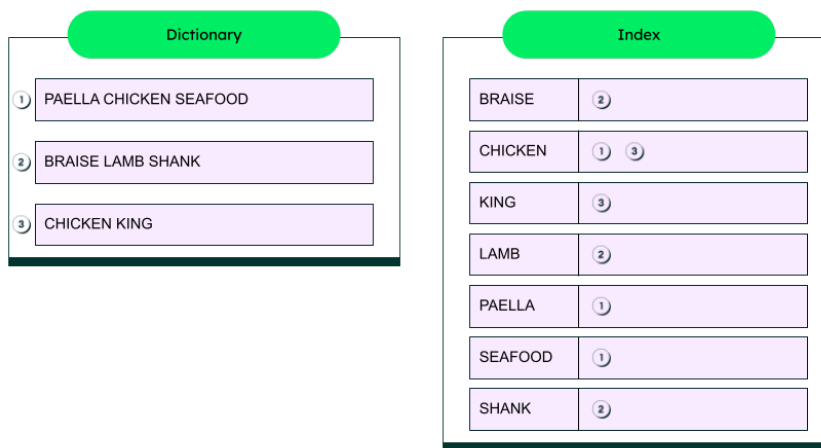 Dictionary
① PAELLA CHICKEN SEAFOOD
② BRAISE LAMB SHANK
③ CHICKEN KING
Index
BRAISE ②
CHICKEN ① ③
KING ③
LAMB ②
PAELLA ①
SEAFOOD ①
SHANK ②